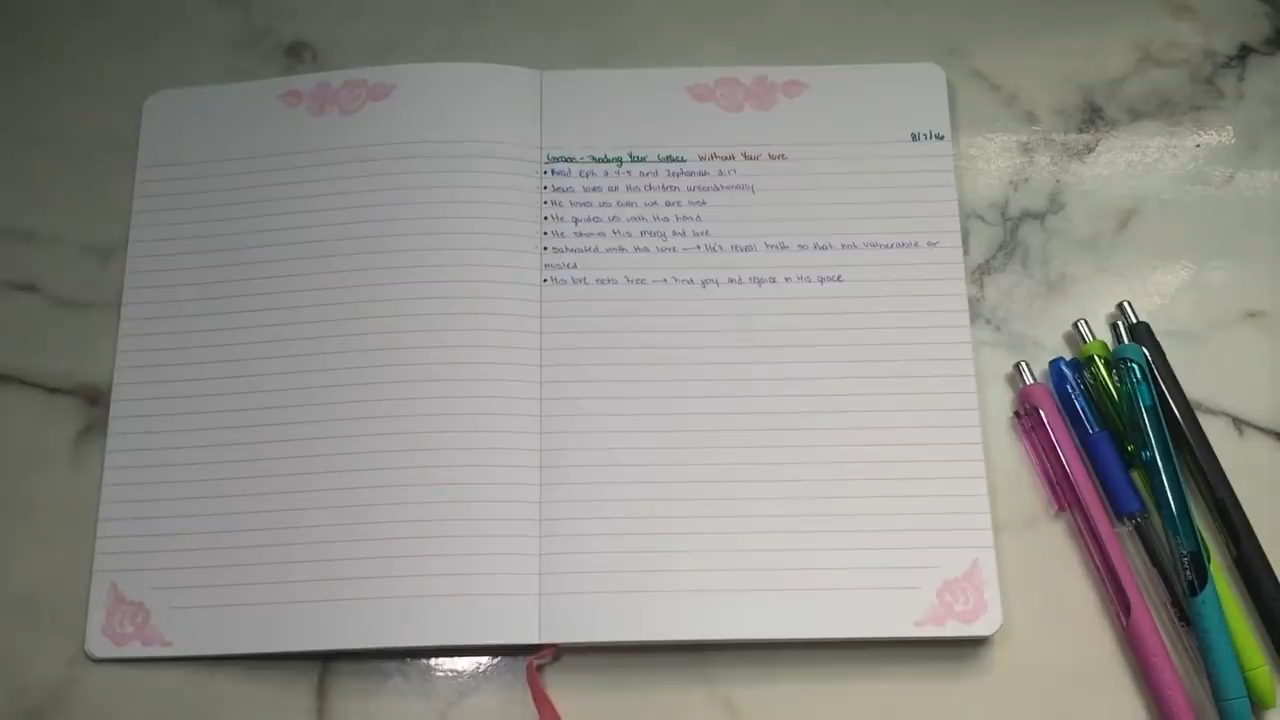 8/7/16
Grace - Finding Your Grace Without Your love
• Read Eph 2:4-5 and Zephaniah 3:17
• Jesus loves all His Children unconditionally
• He loves us even we are lost
• He guides us with His hand
• He shows His mercy and love
• Saturated with His love → He'll reveal truth so that not vulnerable or
misled
• His love sets free → Find joy and rejoice in His grace